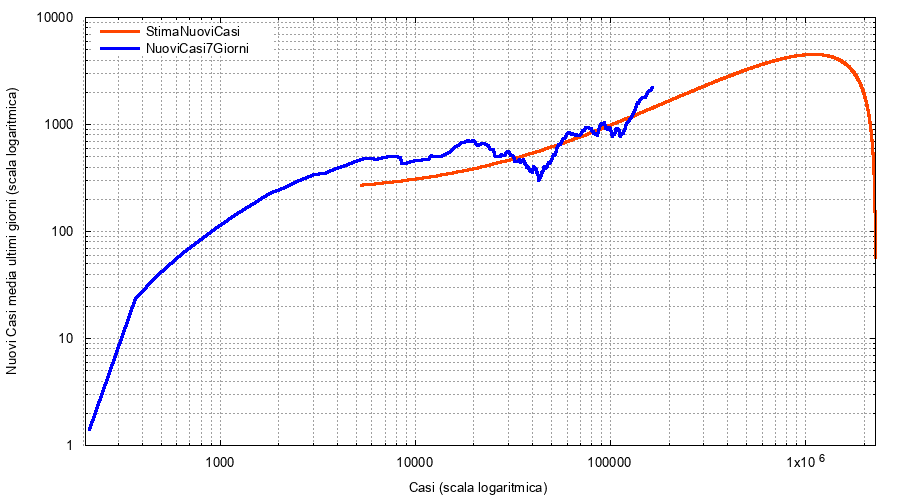 10000
StimaNuoviCasi
NuoviCasi7Giorni
1000
100
10
1
Nuovi Casi media ultimi giorni (scala logaritmica)
1000
10000
100000
1x10 6
Casi (scala logaritmica)